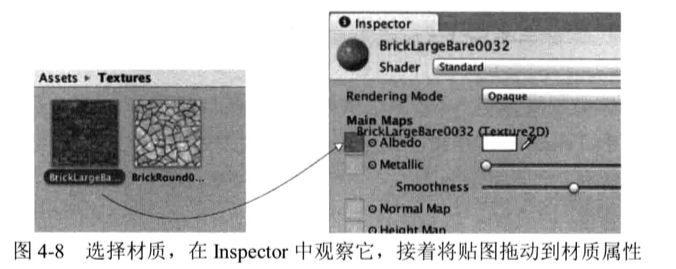 Assets ▸ Textures
BrickLargeBa...
BrickRound0...
Inspector
BrickLargeBare0032
Shader Standard
Rendering Mode Opaque
Main Maps
BrickLargeBare0032 (Texture2D)
Albedo
Metallic
Smoothness
Normal Map
Height Map
图 4-8 选择材质，在 Inspector 中观察它，接着将贴图拖动到材质属性